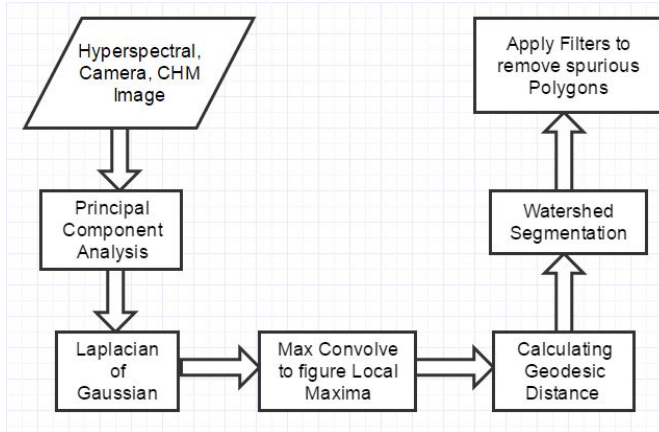 Hyperspectral,
Camera, CHM
Image
Principal
Component
Analysis
Laplacian
of
Gaussian
Max Convolve
to figure Local
Maxima
Calculating
Geodesic
Distance
Watershed
Segmentation
Apply Filters to
remove spurious
Polygons